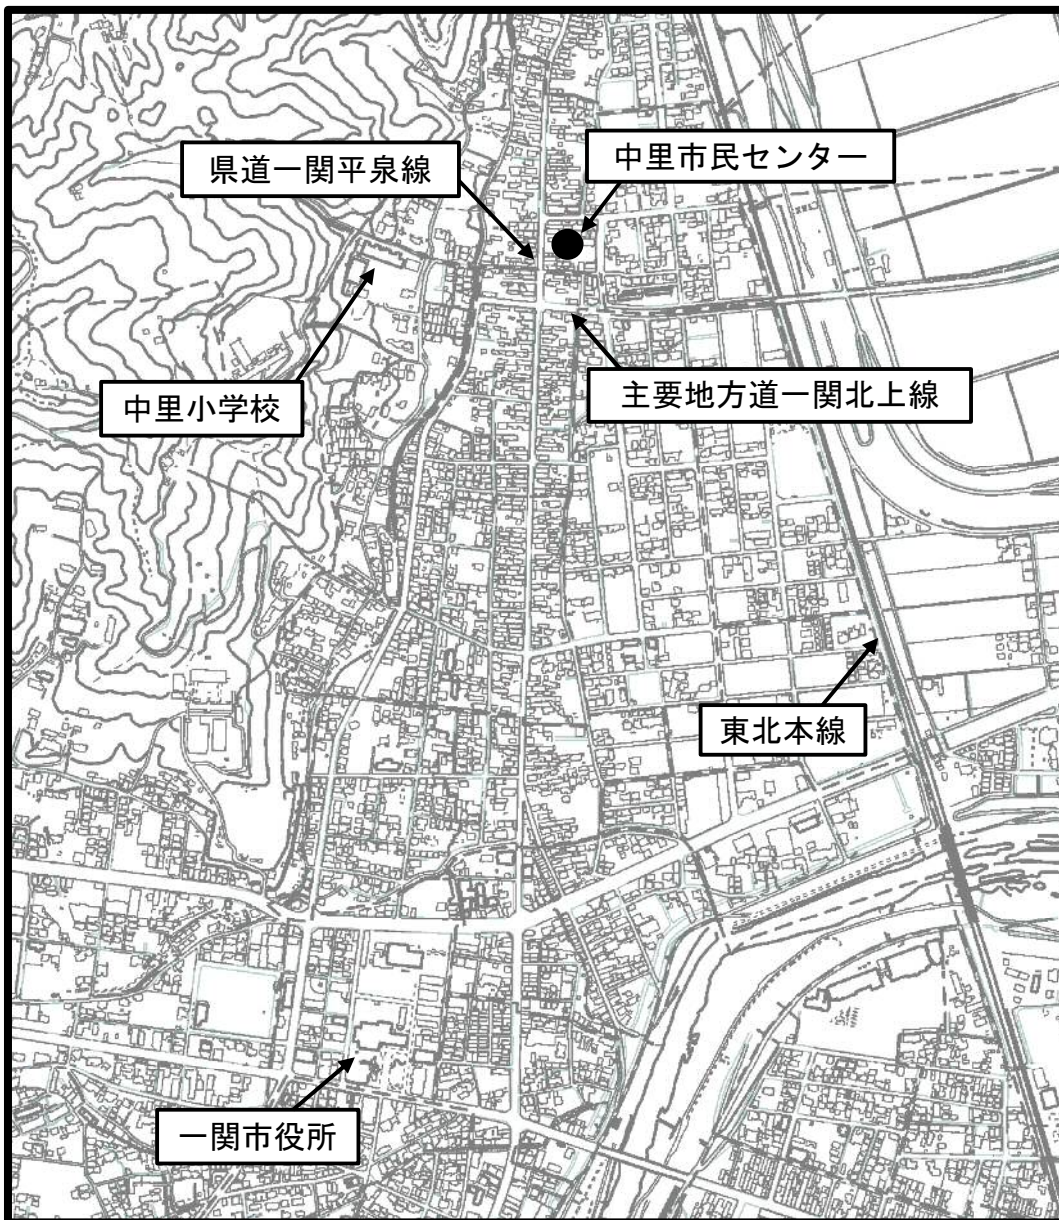 県道一関平泉線
中里市民センター
中里小学校
主要地方道一関北上線
東北本線
一関市役所